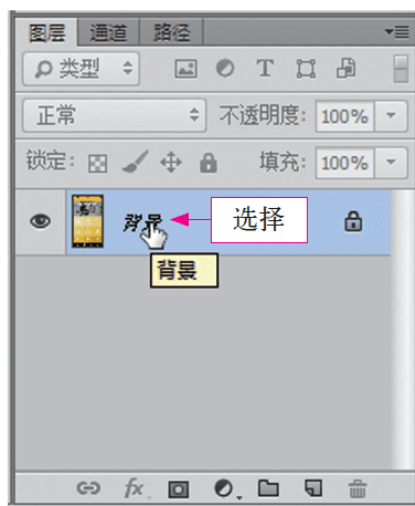 图层 通道 路径
类型 T
正常 不透明度: 100%
锁定: 填充: 100%
背景 选择
背景
fx